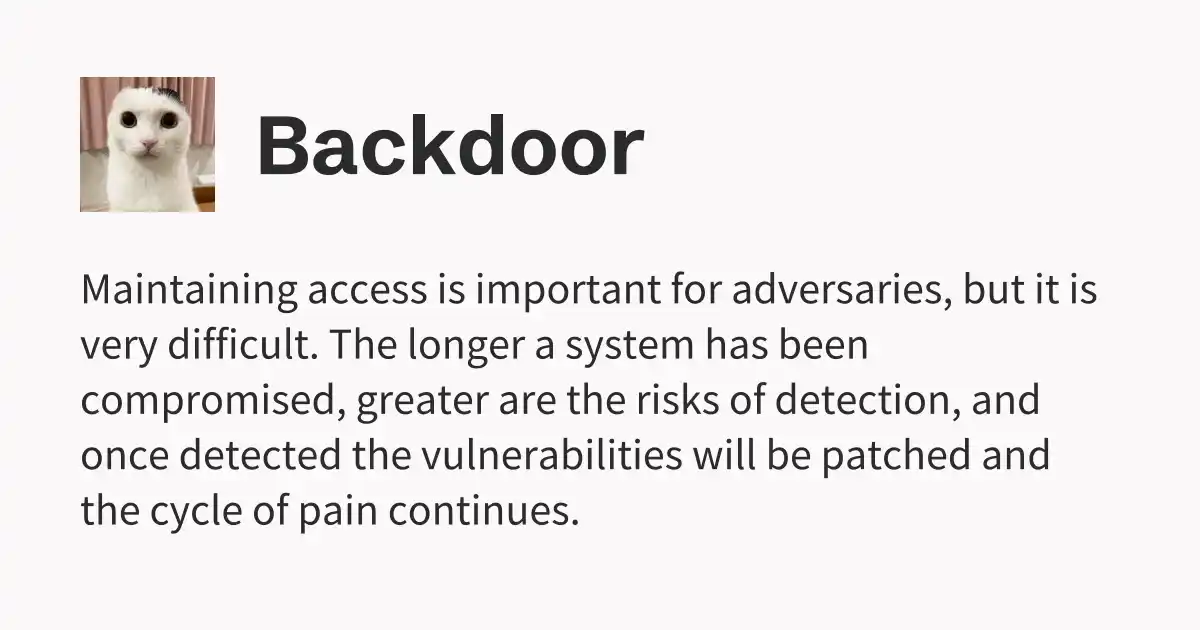 Backdoor
Maintaining access is important for adversaries, but it is
very difficult. The longer a system has been
compromised, greater are the risks of detection, and
once detected the vulnerabilities will be patched and
the cycle of pain continues.